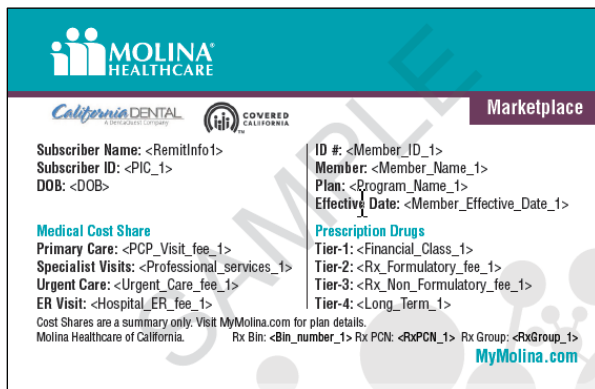 MOLINA®
HEALTHCARE
California DENTAL
A DentaQuest Company
COVERED
CALIFORNIA
TM
Marketplace
Subscriber Name: <RemitInfo1>
Subscriber ID: <PIC_1>
DOB: <DOB>
ID #: <Member_ID_1>
Member: <Member_Name_1>
Plan: <Program_Name_1>
Effective Date: <Member_Effective_Date_1>
Medical Cost Share
Primary Care: <PCP_Visit_fee_1>
Specialist Visits: <Professional_services_1>
Urgent Care: <Urgent_Care_fee_1>
ER Visit: <Hospital_ER_fee_1>
Prescription Drugs
Tier-1: <Financial_Class_1>
Tier-2: <Rx_Formulatory_fee_1>
Tier-3: <Rx_Non_Formulatory_fee_1>
Tier-4: <Long_Term_1>
Cost Shares are a summary only. Visit MyMolina.com for plan details.
Molina Healthcare of California. Rx Bin: <Bin_number_1> Rx PCN: <RxPCN_1> Rx Group: <RxGroup_1>
MyMolina.com
SAMPLE